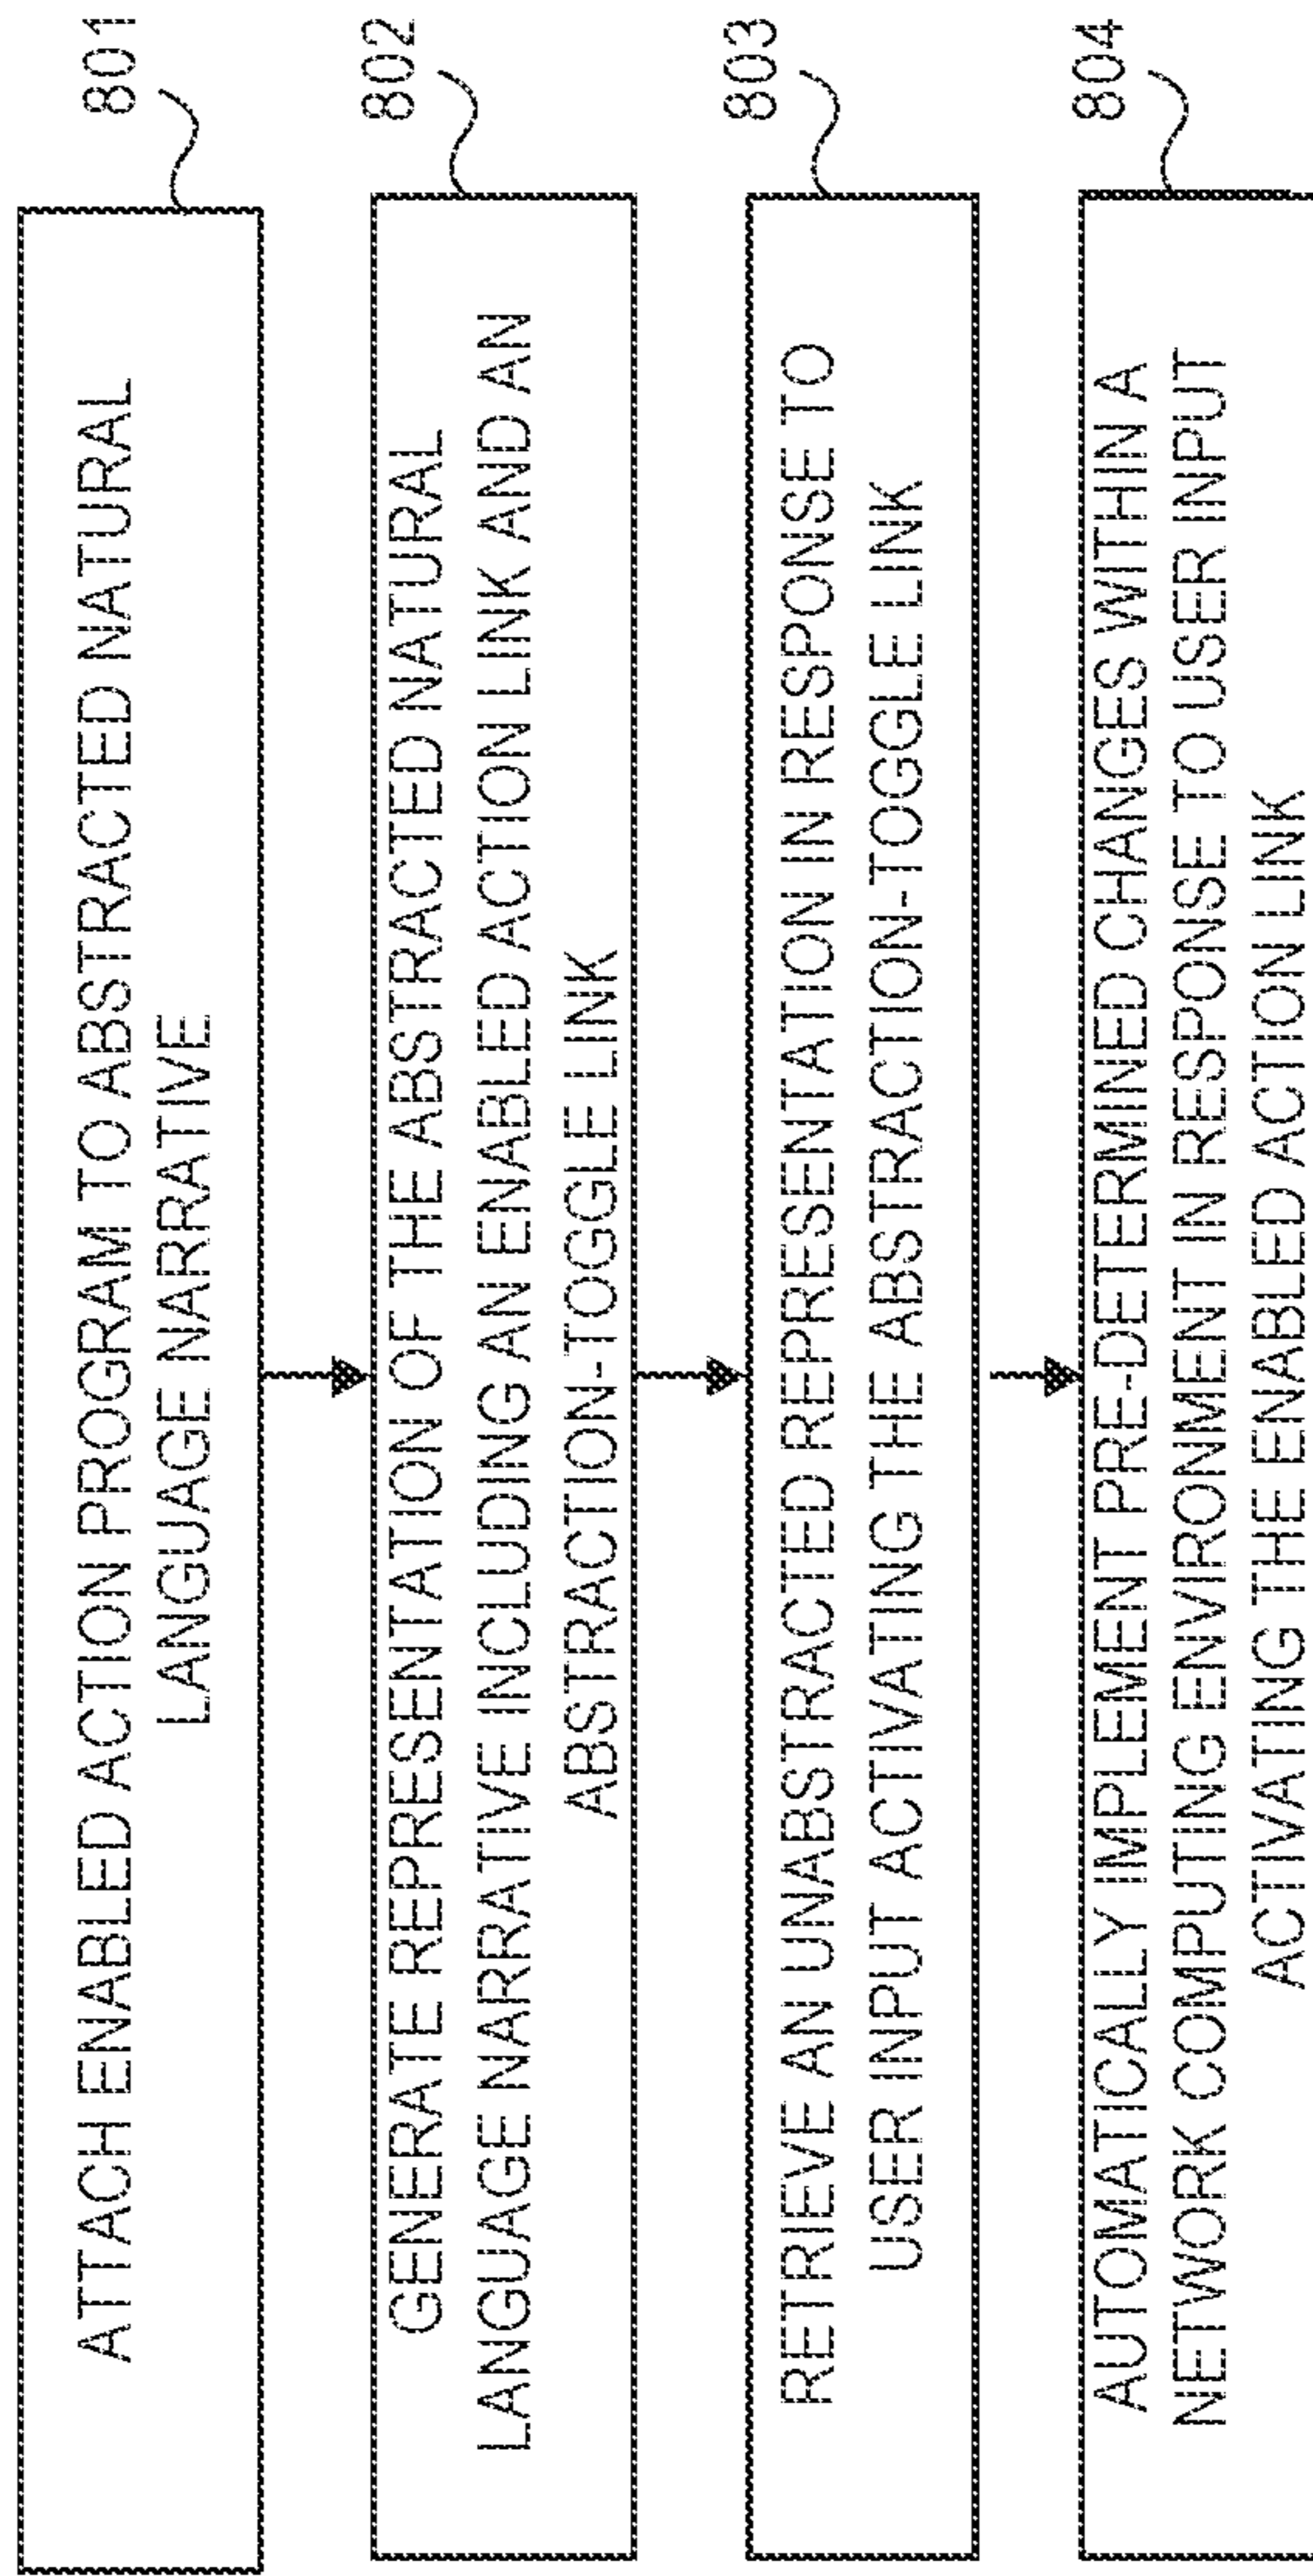 801
ATTACH ENABLED ACTION PROGRAM TO ABSTRACTED NATURAL
LANGUAGE NARRATIVE
802
GENERATE REPRESENTATION OF THE ABSTRACTED NATURAL
LANGUAGE NARRATIVE INCLUDING AN ENABLED ACTION LINK AND AN
ABSTRACTION-TOGGLE LINK
803
RETRIEVE AN UNABSTRACTED REPRESENTATION IN RESPONSE TO
USER INPUT ACTIVATING THE ABSTRACTION-TOGGLE LINK
804
AUTOMATICALLY IMPLEMENT PRE-DETERMINED CHANGES WITHIN A
NETWORK COMPUTING ENVIRONMENT IN RESPONSE TO USER INPUT
ACTIVATING THE ENABLED ACTION LINK